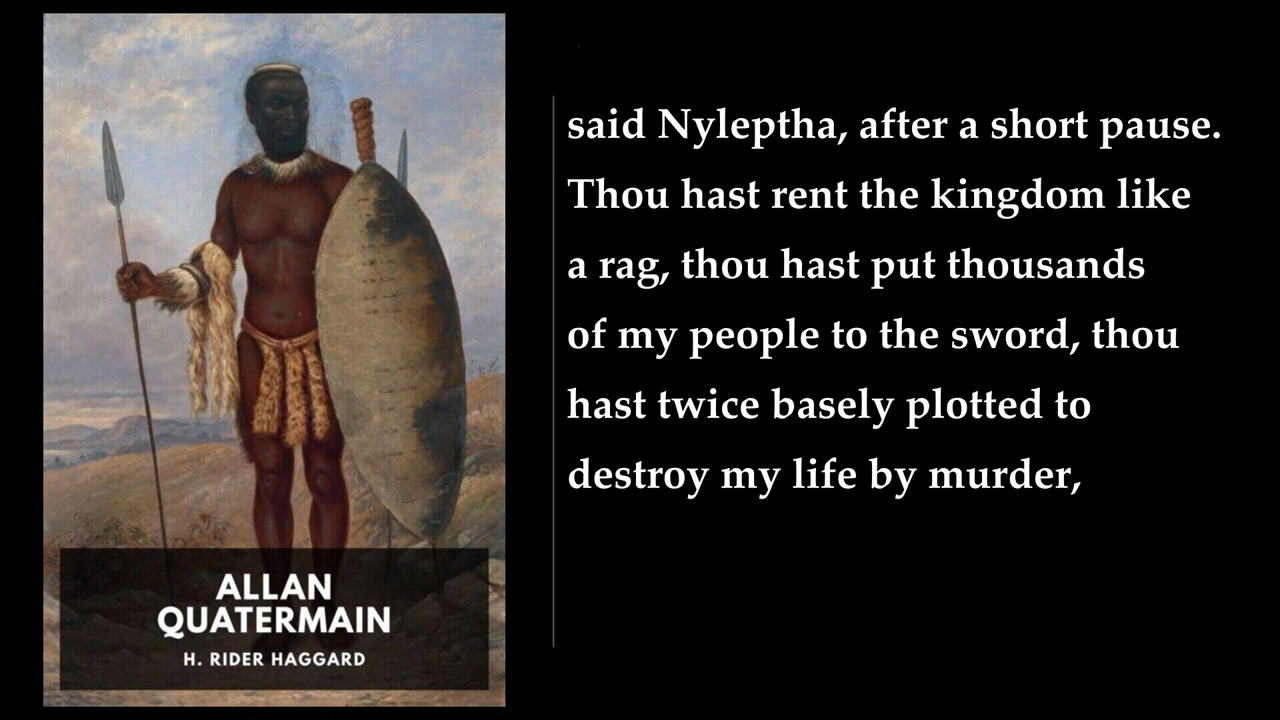 said Nyleptha, after a short pause.
Thou hast rent the kingdom like
a rag, thou hast put thousands
of my people to the sword, thou
hast twice basely plotted to
destroy my life by murder,
ALLAN
QUATERMAIN
H. RIDER HAGGARD